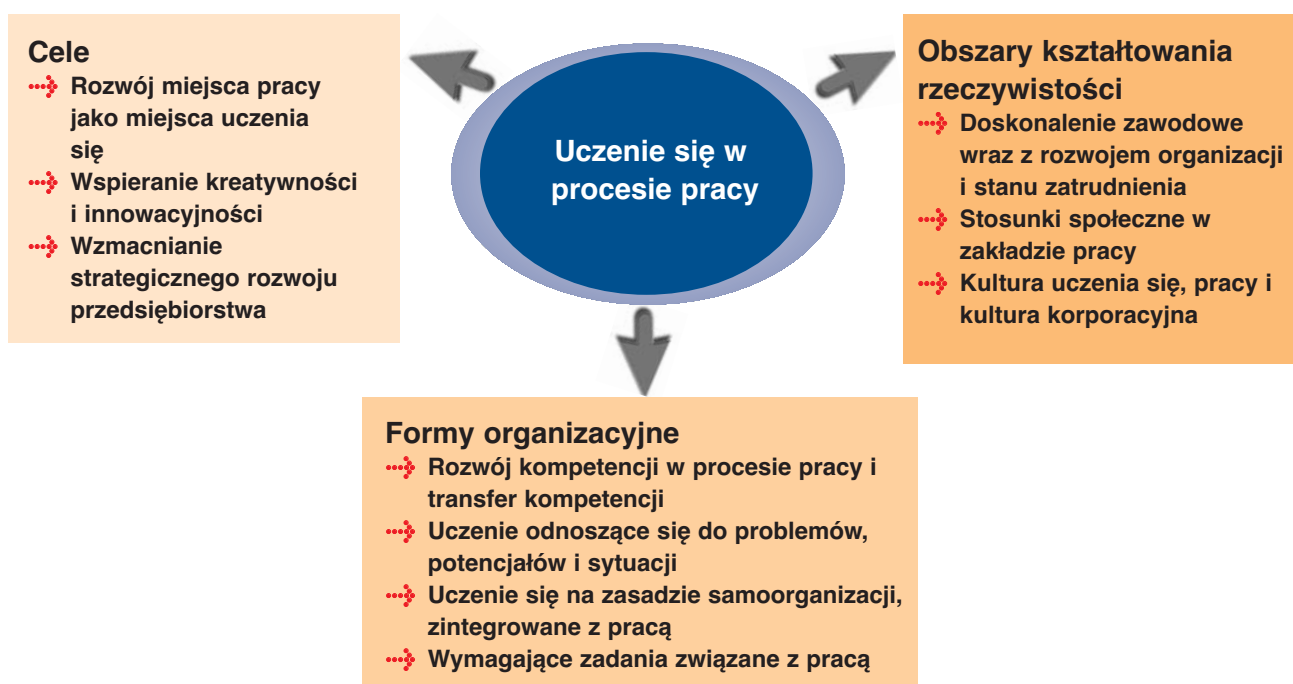 Cele
Rozwój miejsca pracy
jako miejsca uczenia
się
Wspieranie kreatywności
i innowacyjności
Wzmacnianie
strategicznego rozwoju
przedsiębiorstwa
Uczenie się w
procesie pracy
Obszary kształtowania
rzeczywistości
Doskonalenie zawodowe
wraz z rozwojem organizacji
i stanu zatrudnienia
Stosunki społeczne w
zakładzie pracy
Kultura uczenia się, pracy i
kultura korporacyjna
Formy organizacyjne
Rozwój kompetencji w procesie pracy i
transfer kompetencji
Uczenie odnoszące się do problemów,
potencjałów i sytuacji
Uczenie się na zasadzie samoorganizacji,
zintegrowane z pracą
Wymagające zadania związane z pracą